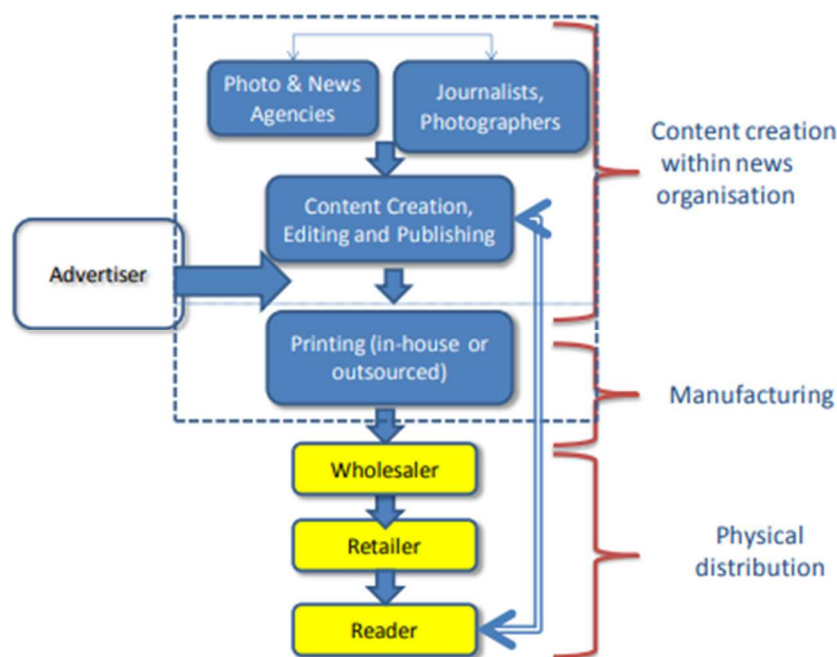 Photo & News
Agencies
Journalists,
Photographers
Content creation
within news
organisation
Content Creation,
Editing and Publishing
Advertiser
Printing (in-house or
outsourced)
Manufacturing
Wholesaler
Retailer
Physical
distribution
Reader